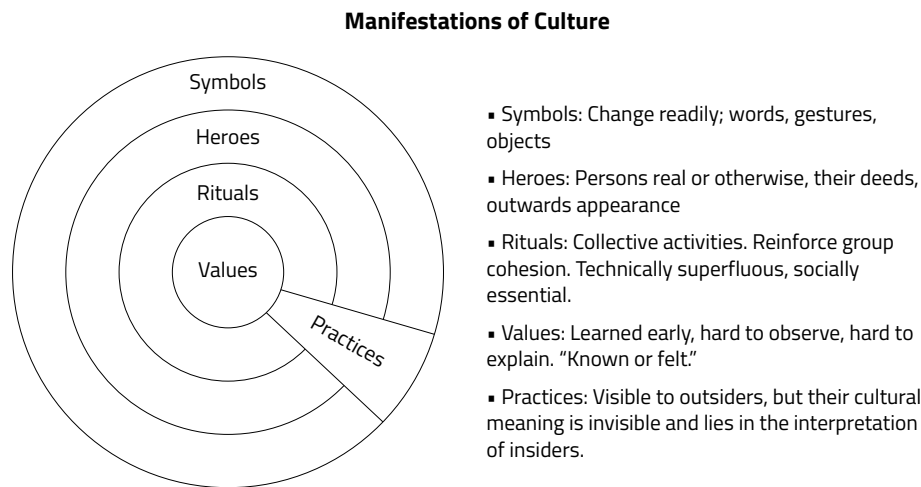 Manifestations of Culture
Symbols
Heroes
Rituals
Values
Practices
▪ Symbols: Change readily; words, gestures,
objects
▪ Heroes: Persons real or otherwise, their deeds,
outwards appearance
▪ Rituals: Collective activities. Reinforce group
cohesion. Technically superfluous, socially
essential.
▪ Values: Learned early, hard to observe, hard to
explain. “Known or felt.”
▪ Practices: Visible to outsiders, but their cultural
meaning is invisible and lies in the interpretation
of insiders.